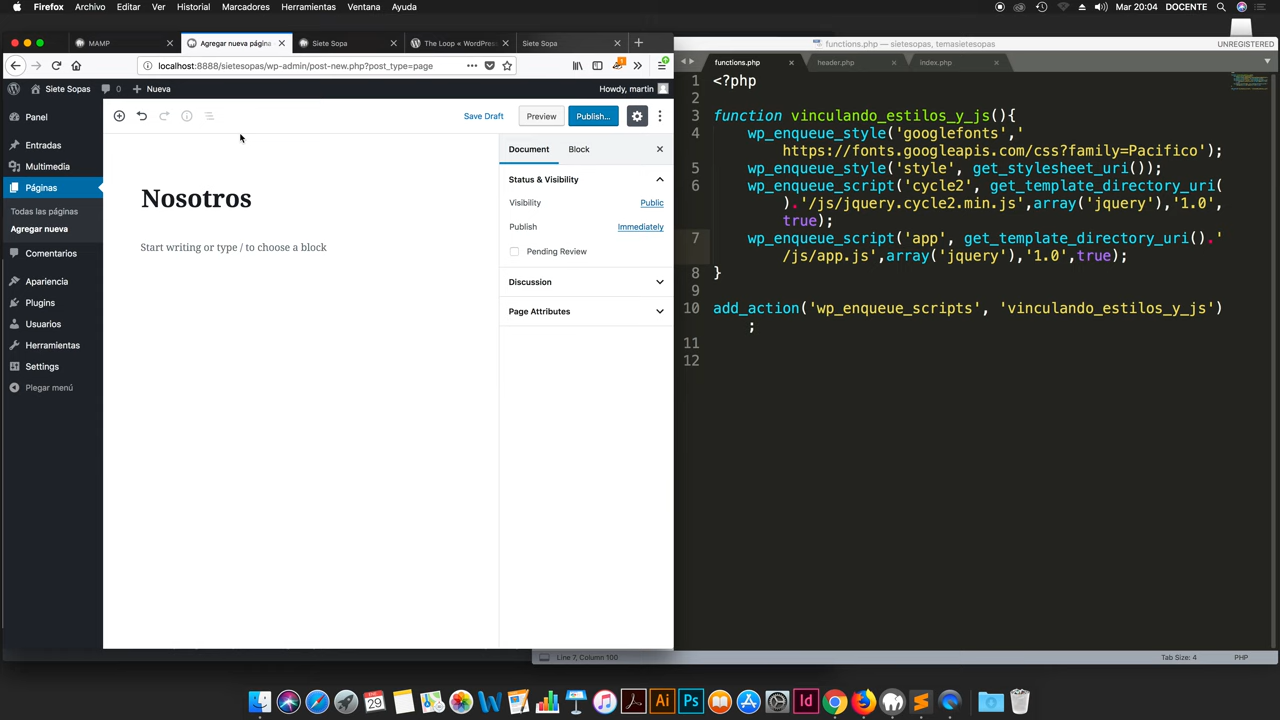 Firefox Archivo Editar Ver Historial Marcadores Herramientas Ventana Ayuda
Mar 20:04 DOCENTE
MAMP
Agregar nueva página
Siete Sopa
The Loop « WordPress
Siete Sopa
localhost:8888/sietesopas/wp-admin/post-new.php?post_type=page
Siete Sopas 0 Nueva
Howdy, martin
Panel
Entradas
Multimedia
Páginas
Todas las páginas
Agregar nueva
Comentarios
Apariencia
Plugins
Usuarios
Herramientas
Settings
Plegar menú
Save Draft Preview Publish...
Nosotros
Start writing or type / to choose a block
Document Block
Status & Visibility
Visibility Public
Publish Immediately
Pending Review
Discussion
Page Attributes
functions.php — sietesopas, temasietesopas
UNREGISTERED
functions.php header.php index.php
1 <?php
2
3 function vinculando_estilos_y_js(){
4 wp_enqueue_style('googlefonts','
https://fonts.googleapis.com/css?family=Pacifico');
5 wp_enqueue_style('style', get_stylesheet_uri());
6 wp_enqueue_script('cycle2', get_template_directory_uri(
).'/js/jquery.cycle2.min.js',array('jquery'),'1.0',
true);
7 wp_enqueue_script('app', get_template_directory_uri().'
/js/app.js',array('jquery'),'1.0',true);
8 }
9
10 add_action('wp_enqueue_scripts', 'vinculando_estilos_y_js')
;
11
12
Line 7, Column 100
Tab Size: 4 PHP
29
Ai
Ps
Id